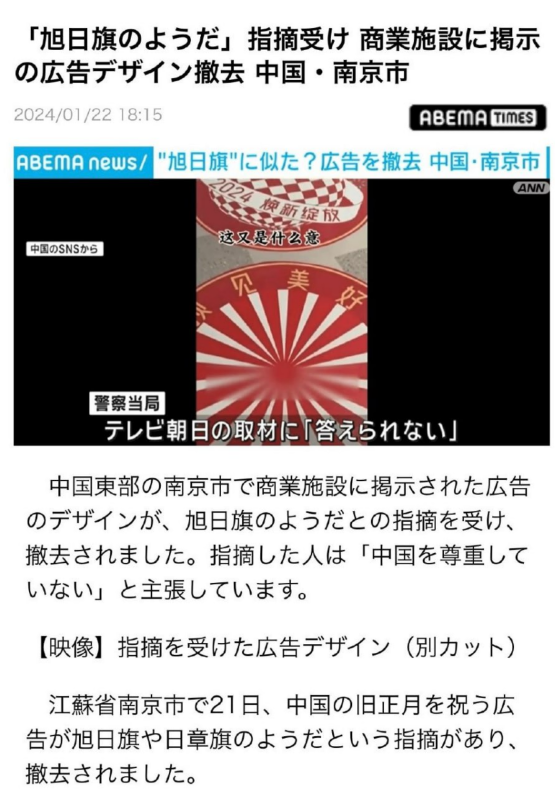 「旭日旗のようだ」指摘受け 商業施設に掲示
の広告デザイン撤去 中国・南京市
2024/01/22 18:15
ABEMA TIMES
ABEMA news/ "旭日旗"に似た？広告を撤去 中国・南京市
ANN
中国のSNSから
2024 焕新绽放
这又是什么意
见美好
警察当局
テレビ朝日の取材に「答えられない」
中国東部の南京市で商業施設に掲示された広告
のデザインが、旭日旗のようだとの指摘を受け、
撤去されました。指摘した人は「中国を尊重して
いない」と主張しています。
【映像】指摘を受けた広告デザイン（別カット）
江蘇省南京市で21日、中国の旧正月を祝う広
告が旭日旗や日章旗のようだという指摘があり、
撤去されました。